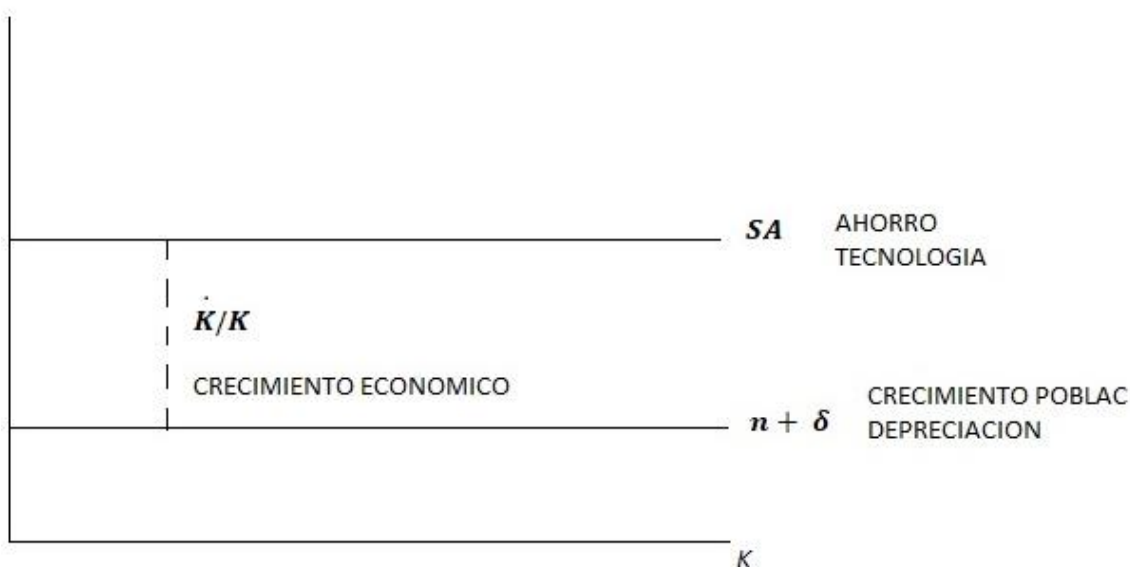 SA
AHORRO
TECNOLOGIA
K̇/K
CRECIMIENTO ECONOMICO
n + δ
CRECIMIENTO POBLAC
DEPRECIACION
K